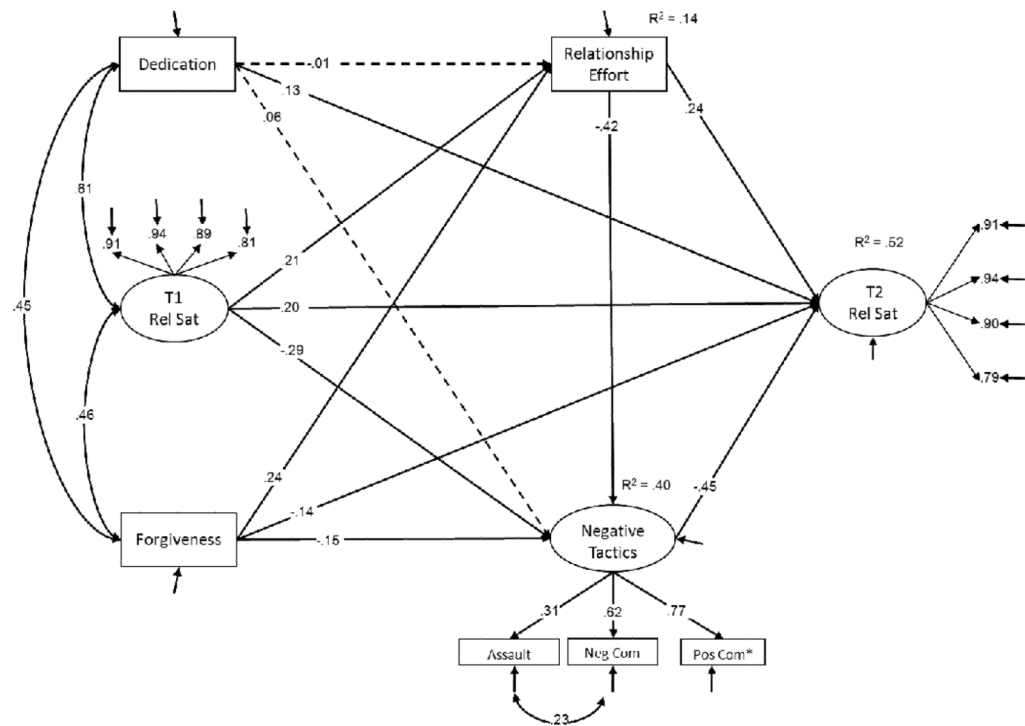 R² = .14
Dedication
Relationship
Effort
-.01
.13
.06
-.42
.24
.61
.91
.94
.89
.81
T1
Rel Sat
.45
.21
.20
-.29
R² = .52
T2
Rel Sat
.91
.94
.90
.79
.46
.24
-.14
-.15
R² = .40
-.45
Forgiveness
Negative
Tactics
.31
.62
.77
Assault
Neg Com
Pos Com*
.23